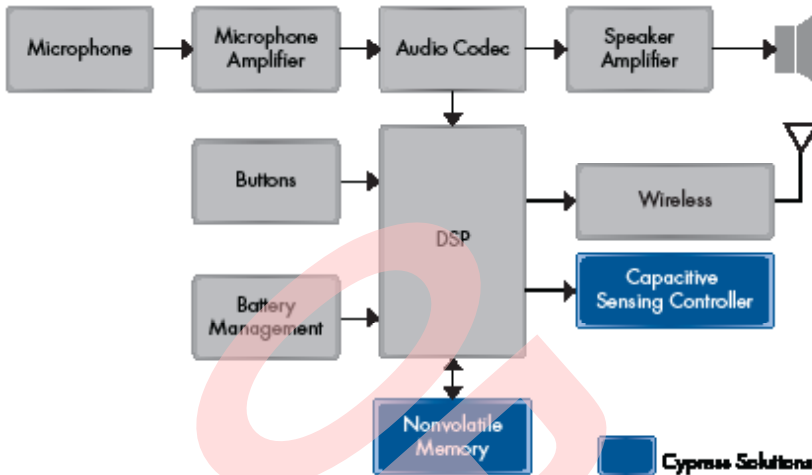 Microphone
Microphone
Amplifier
Audio Codec
Speaker
Amplifier
Buttons
DSP
Wireless
Battery
Management
Capacitive
Sensing Controller
Nonvolatile
Memory
Cypress Solutions